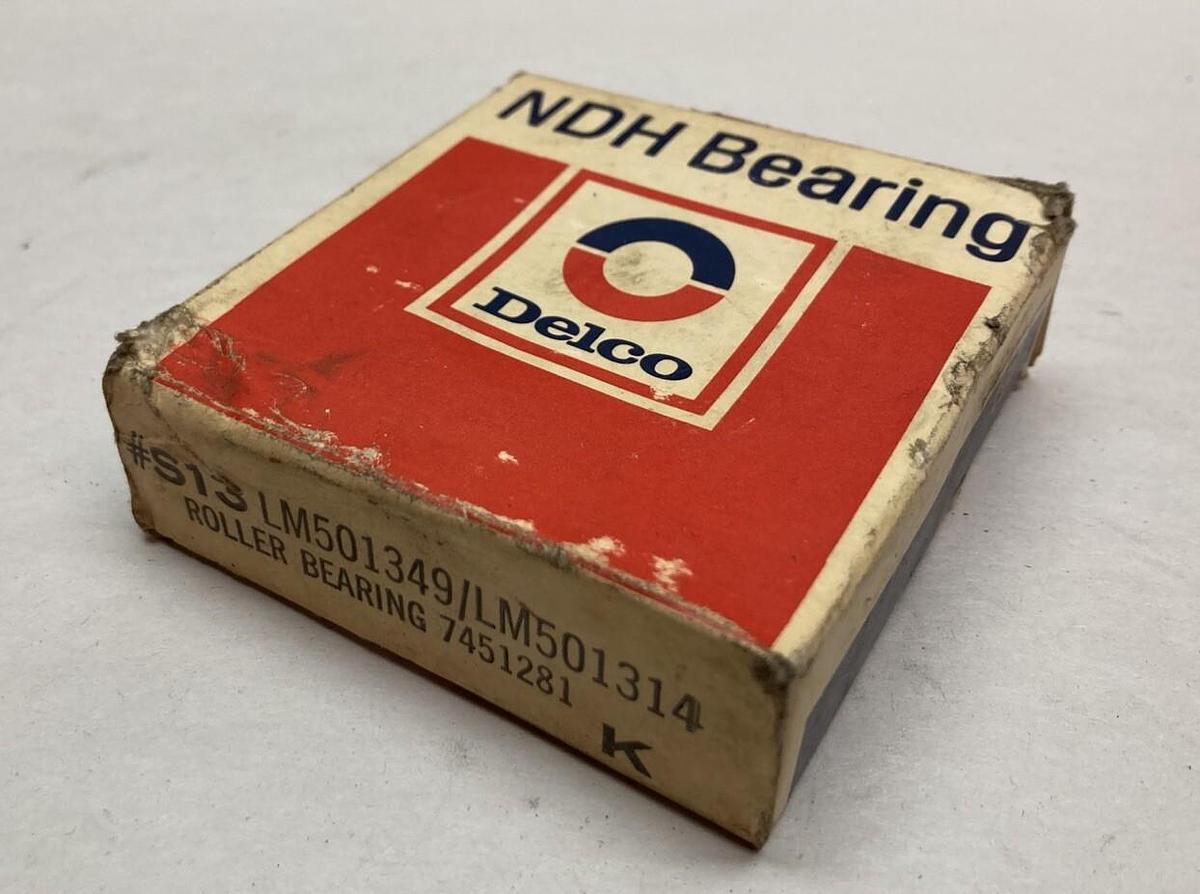 NDH Bearing
Delco
#S13 LM501349/LM501314
ROLLER BEARING 7451281
K